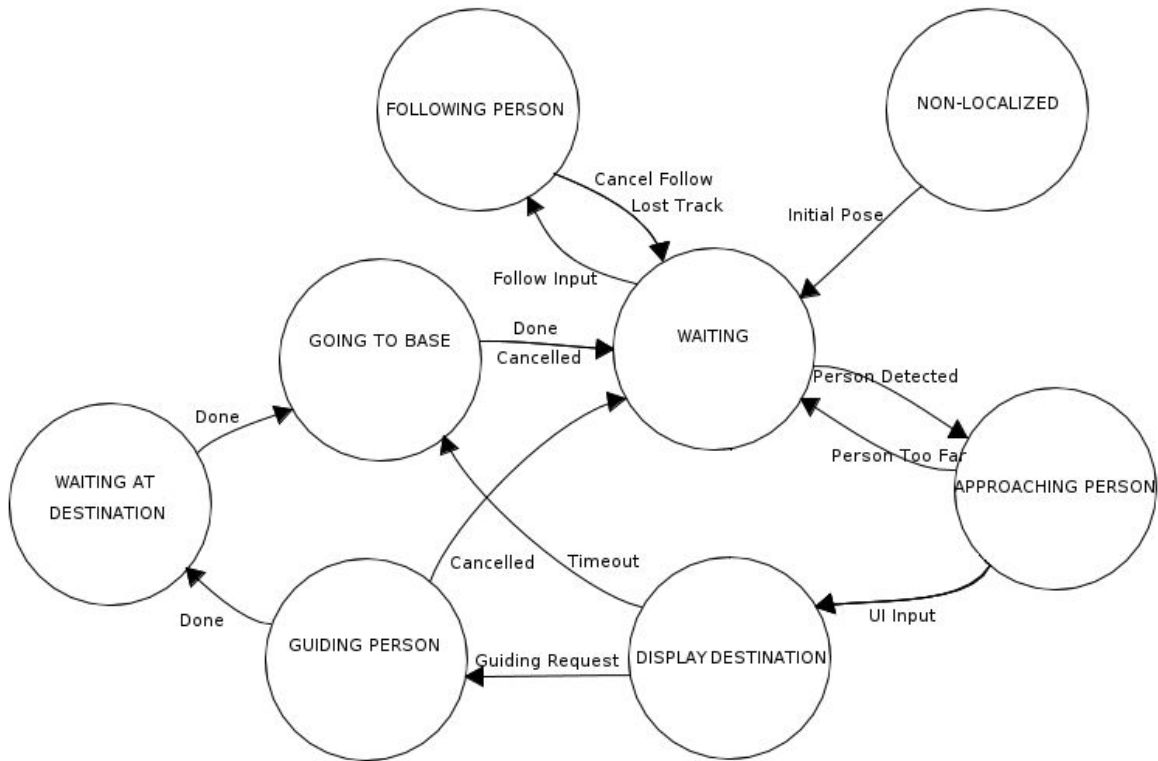 FOLLOWING PERSON
NON-LOCALIZED
Cancel Follow
Lost Track
Initial Pose
Follow Input
GOING TO BASE
Done
Cancelled
WAITING
Person Detected
Done
Person Too Far
WAITING AT
DESTINATION
APPROACHING PERSON
Cancelled
Timeout
UI Input
Done
GUIDING PERSON
Guiding Request
DISPLAY DESTINATION